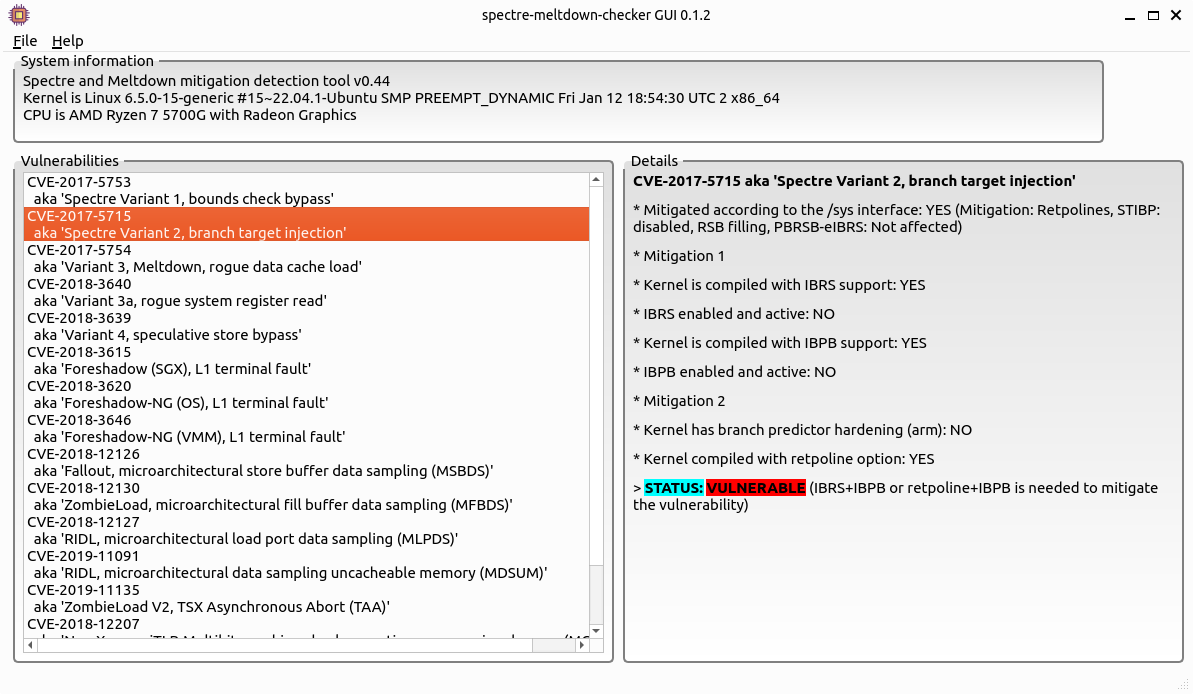 spectre-meltdown-checker GUI 0.1.2
File Help
System information
Spectre and Meltdown mitigation detection tool v0.44
Kernel is Linux 6.5.0-15-generic #15~22.04.1-Ubuntu SMP PREEMPT_DYNAMIC Fri Jan 12 18:54:30 UTC 2 x86_64
CPU is AMD Ryzen 7 5700G with Radeon Graphics
Vulnerabilities
CVE-2017-5753
aka 'Spectre Variant 1, bounds check bypass'
CVE-2017-5715
aka 'Spectre Variant 2, branch target injection'
CVE-2017-5754
aka 'Variant 3, Meltdown, rogue data cache load'
CVE-2018-3640
aka 'Variant 3a, rogue system register read'
CVE-2018-3639
aka 'Variant 4, speculative store bypass'
CVE-2018-3615
aka 'Foreshadow (SGX), L1 terminal fault'
CVE-2018-3620
aka 'Foreshadow-NG (OS), L1 terminal fault'
CVE-2018-3646
aka 'Foreshadow-NG (VMM), L1 terminal fault'
CVE-2018-12126
aka 'Fallout, microarchitectural store buffer data sampling (MSBDS)'
CVE-2018-12130
aka 'ZombieLoad, microarchitectural fill buffer data sampling (MFBDS)'
CVE-2018-12127
aka 'RIDL, microarchitectural load port data sampling (MLPDS)'
CVE-2019-11091
aka 'RIDL, microarchitectural data sampling uncacheable memory (MDSUM)'
CVE-2019-11135
aka 'ZombieLoad V2, TSX Asynchronous Abort (TAA)'
CVE-2018-12207
Details
CVE-2017-5715 aka 'Spectre Variant 2, branch target injection'
* Mitigated according to the /sys interface: YES (Mitigation: Retpolines, STIBP:
disabled, RSB filling, PBRSB-eIBRS: Not affected)
* Mitigation 1
* Kernel is compiled with IBRS support: YES
* IBRS enabled and active: NO
* Kernel is compiled with IBPB support: YES
* IBPB enabled and active: NO
* Mitigation 2
* Kernel has branch predictor hardening (arm): NO
* Kernel compiled with retpoline option: YES
> STATUS: VULNERABLE (IBRS+IBPB or retpoline+IBPB is needed to mitigate
the vulnerability)